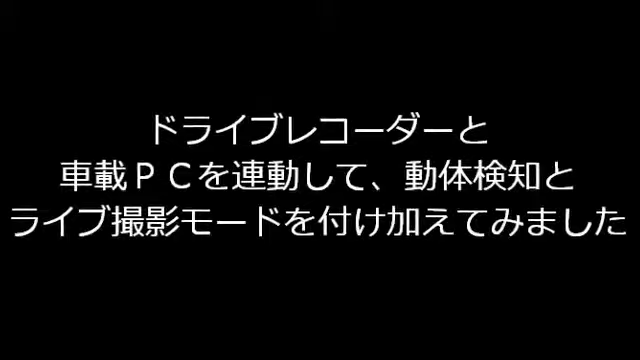 ドライブレコーダーと
車載ＰＣを連動して、動体検知と
ライブ撮影モードを付け加えてみました